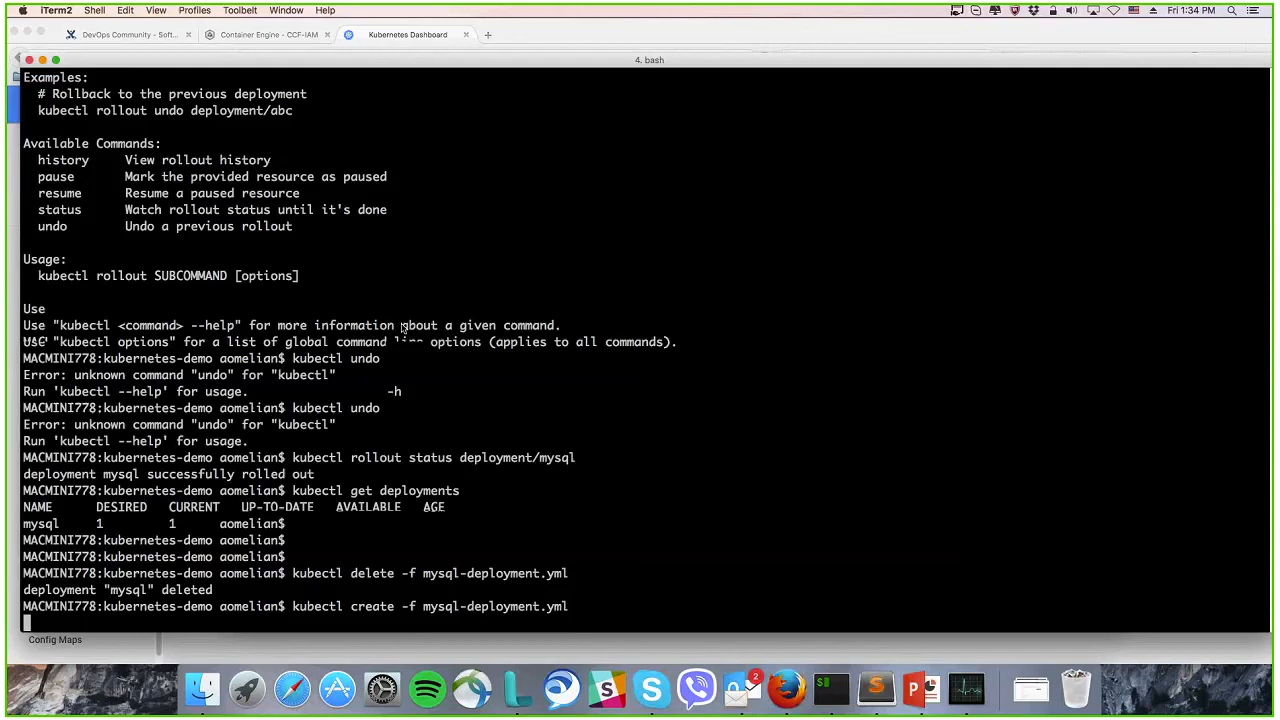 iTerm2 Shell Edit View Profiles Toolbelt Window Help Fri 1:34 PM
DevOps Community - Soft... Container Engine - CCF-IAM Kubernetes Dashboard
4. bash
Examples:
# Rollback to the previous deployment
kubectl rollout undo deployment/abc
Available Commands:
history View rollout history
pause Mark the provided resource as paused
resume Resume a paused resource
status Watch rollout status until it's done
undo Undo a previous rollout
Usage:
kubectl rollout SUBCOMMAND [options]
Use
Use "kubectl <command> --help" for more information about a given command.
"kubectl options" for a list of global command options (applies to all commands).
MACMINI778:kubernetes-demo aomelian$ kubectl undo
Error: unknown command "undo" for "kubectl"
Run 'kubectl --help' for usage. -h
MACMINI778:kubernetes-demo aomelian$ kubectl undo
Error: unknown command "undo" for "kubectl"
Run 'kubectl --help' for usage.
MACMINI778:kubernetes-demo aomelian$ kubectl rollout status deployment/mysql
deployment mysql successfully rolled out
MACMINI778:kubernetes-demo aomelian$ kubectl get deployments
NAME DESIRED CURRENT UP-TO-DATE AVAILABLE AGE
mysql 1 1 aomelian$
MACMINI778:kubernetes-demo aomelian$
MACMINI778:kubernetes-demo aomelian$
MACMINI778:kubernetes-demo aomelian$ kubectl delete -f mysql-deployment.yml
deployment "mysql" deleted
MACMINI778:kubernetes-demo aomelian$ kubectl create -f mysql-deployment.yml
Config Maps
2